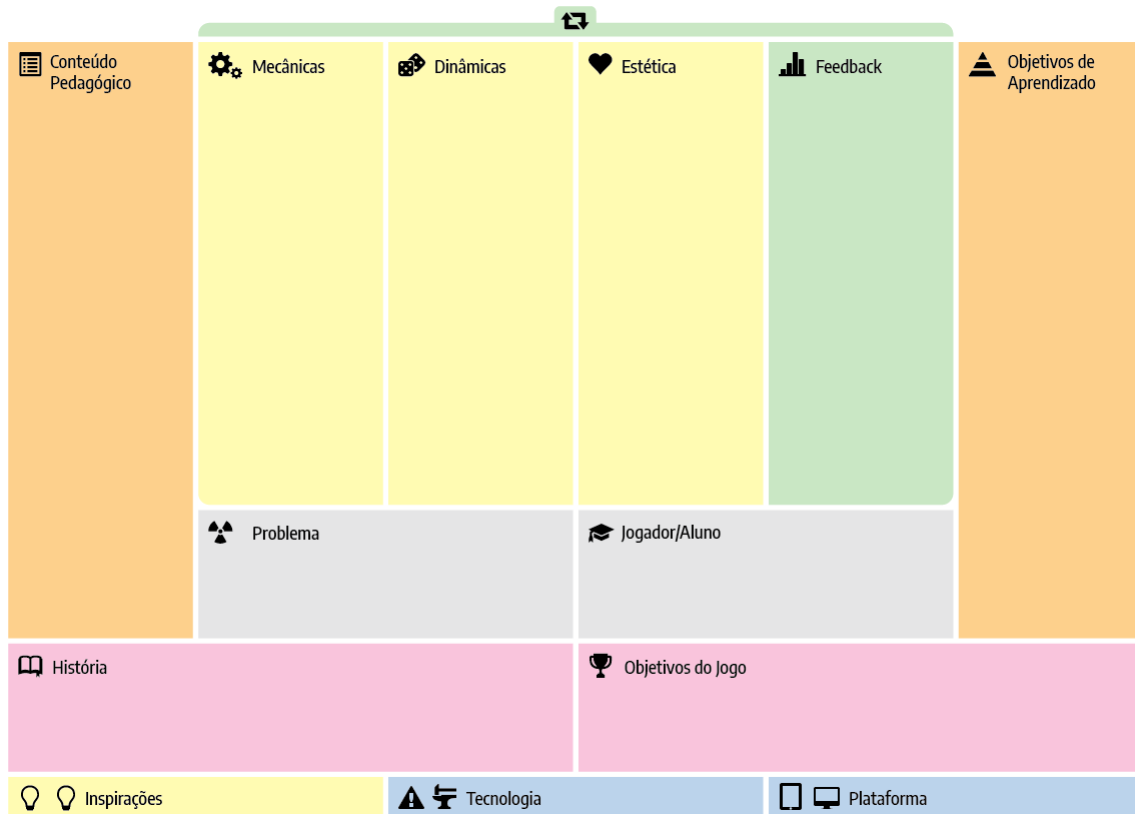 Conteúdo
Pedagógico
Mecânicas
Dinâmicas
Estética
Feedback
Objetivos de
Aprendizado
Problema
Jogador/Aluno
História
Objetivos do Jogo
Inspirações
Tecnologia
Plataforma